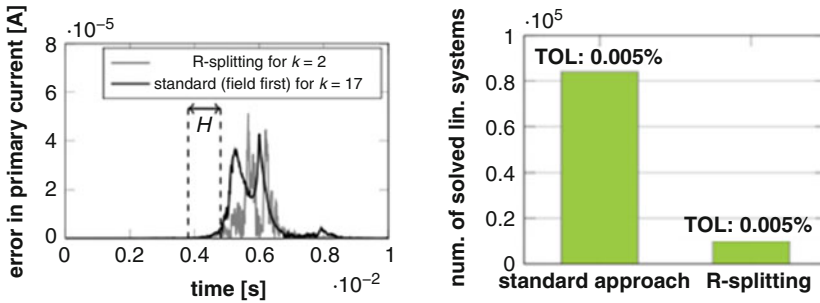 ·10⁻⁵
error in primary current [A]
8
6
4
2
0
R-splitting for k = 2
standard (field first) for k = 17
H
0 0.2 0.4 0.6 0.8 1
time [s]
·10⁻²
·10⁵
num. of solved lin. systems
1
0.8
0.6
0.4
0.2
0
TOL: 0.005%
TOL: 0.005%
standard approach R-splitting